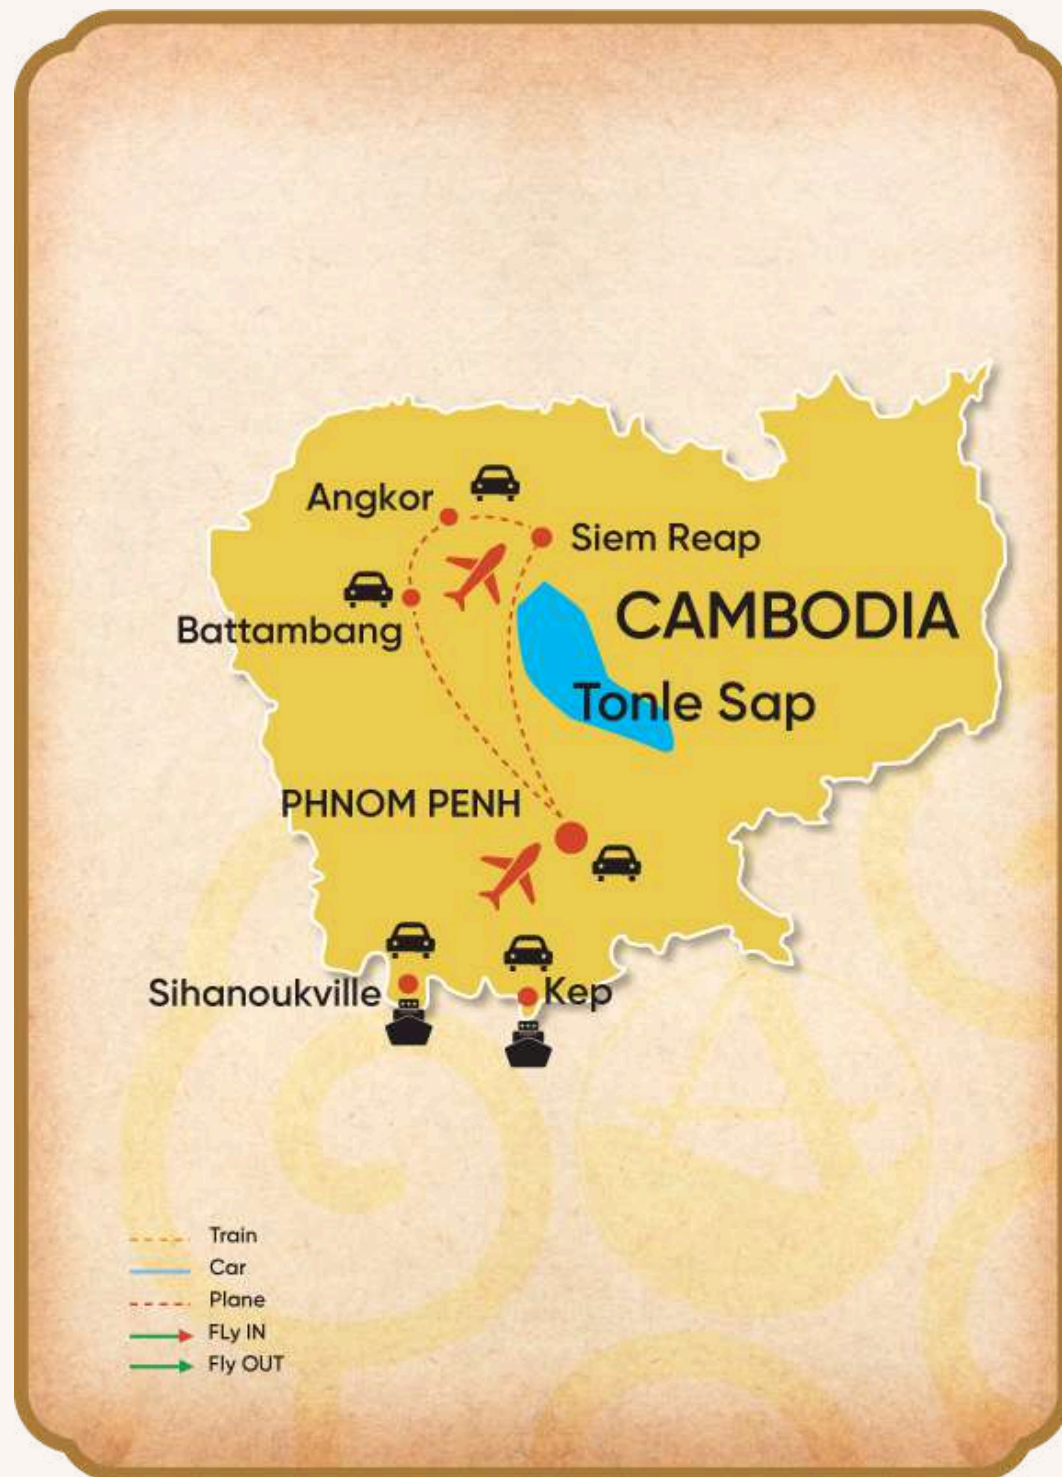 Angkor
Siem Reap
CAMBODIA
Battambang
Tonle Sap
PHNOM PENH
Sihanoukville
Kep
Train
Car
Plane
FLy IN
Fly OUT